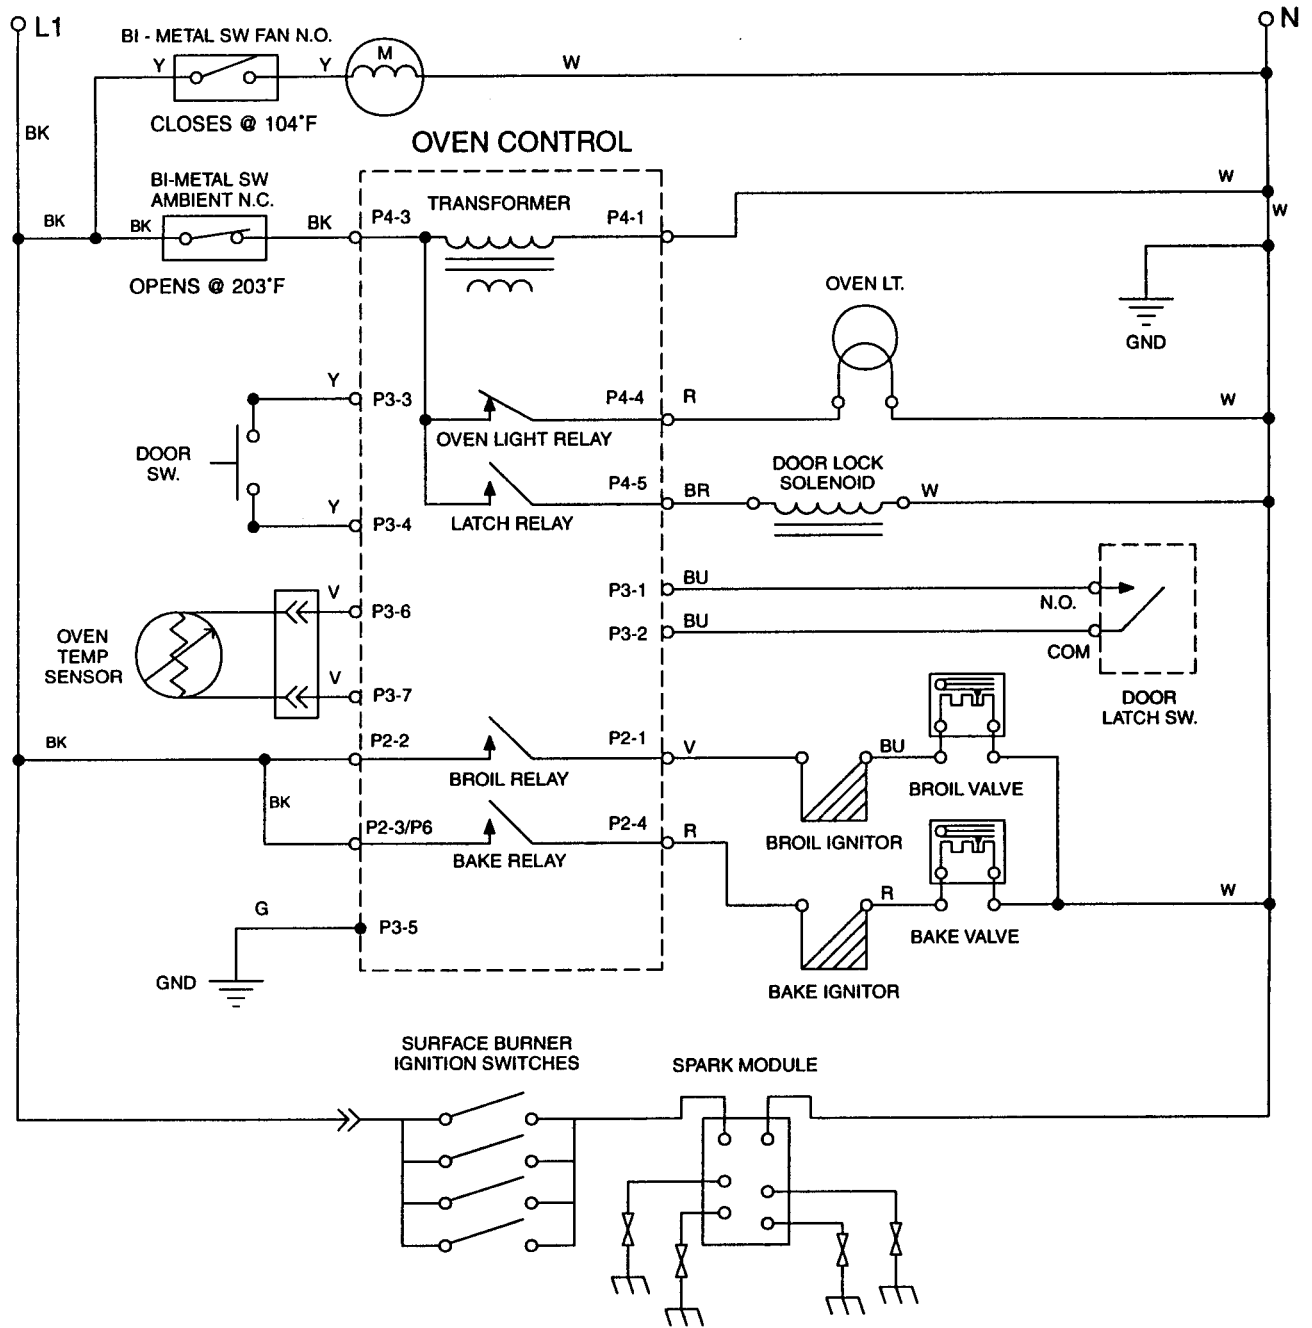 L1
N
BI - METAL SW FAN N.O.
Y
Y
M
W
CLOSES @ 104°F
BK
OVEN CONTROL
BI-METAL SW
AMBIENT N.C.
W
TRANSFORMER
W
BK
BK
BK
P4-3
P4-1
OPENS @ 203°F
OVEN LT.
GND
Y
P3-3
P4-4
R
W
OVEN LIGHT RELAY
DOOR
SW.
DOOR LOCK
SOLENOID
P4-5
BR
W
Y
P3-4
LATCH RELAY
V
P3-6
P3-1
BU
N.O.
OVEN
TEMP
SENSOR
P3-2
BU
COM
V
P3-7
DOOR
LATCH SW.
BK
P2-2
P2-1
V
BU
BROIL RELAY
BROIL VALVE
BK
P2-3/P6
P2-4
R
BROIL IGNITOR
BAKE RELAY
R
W
G
P3-5
BAKE VALVE
GND
BAKE IGNITOR
SURFACE BURNER
IGNITION SWITCHES
SPARK MODULE